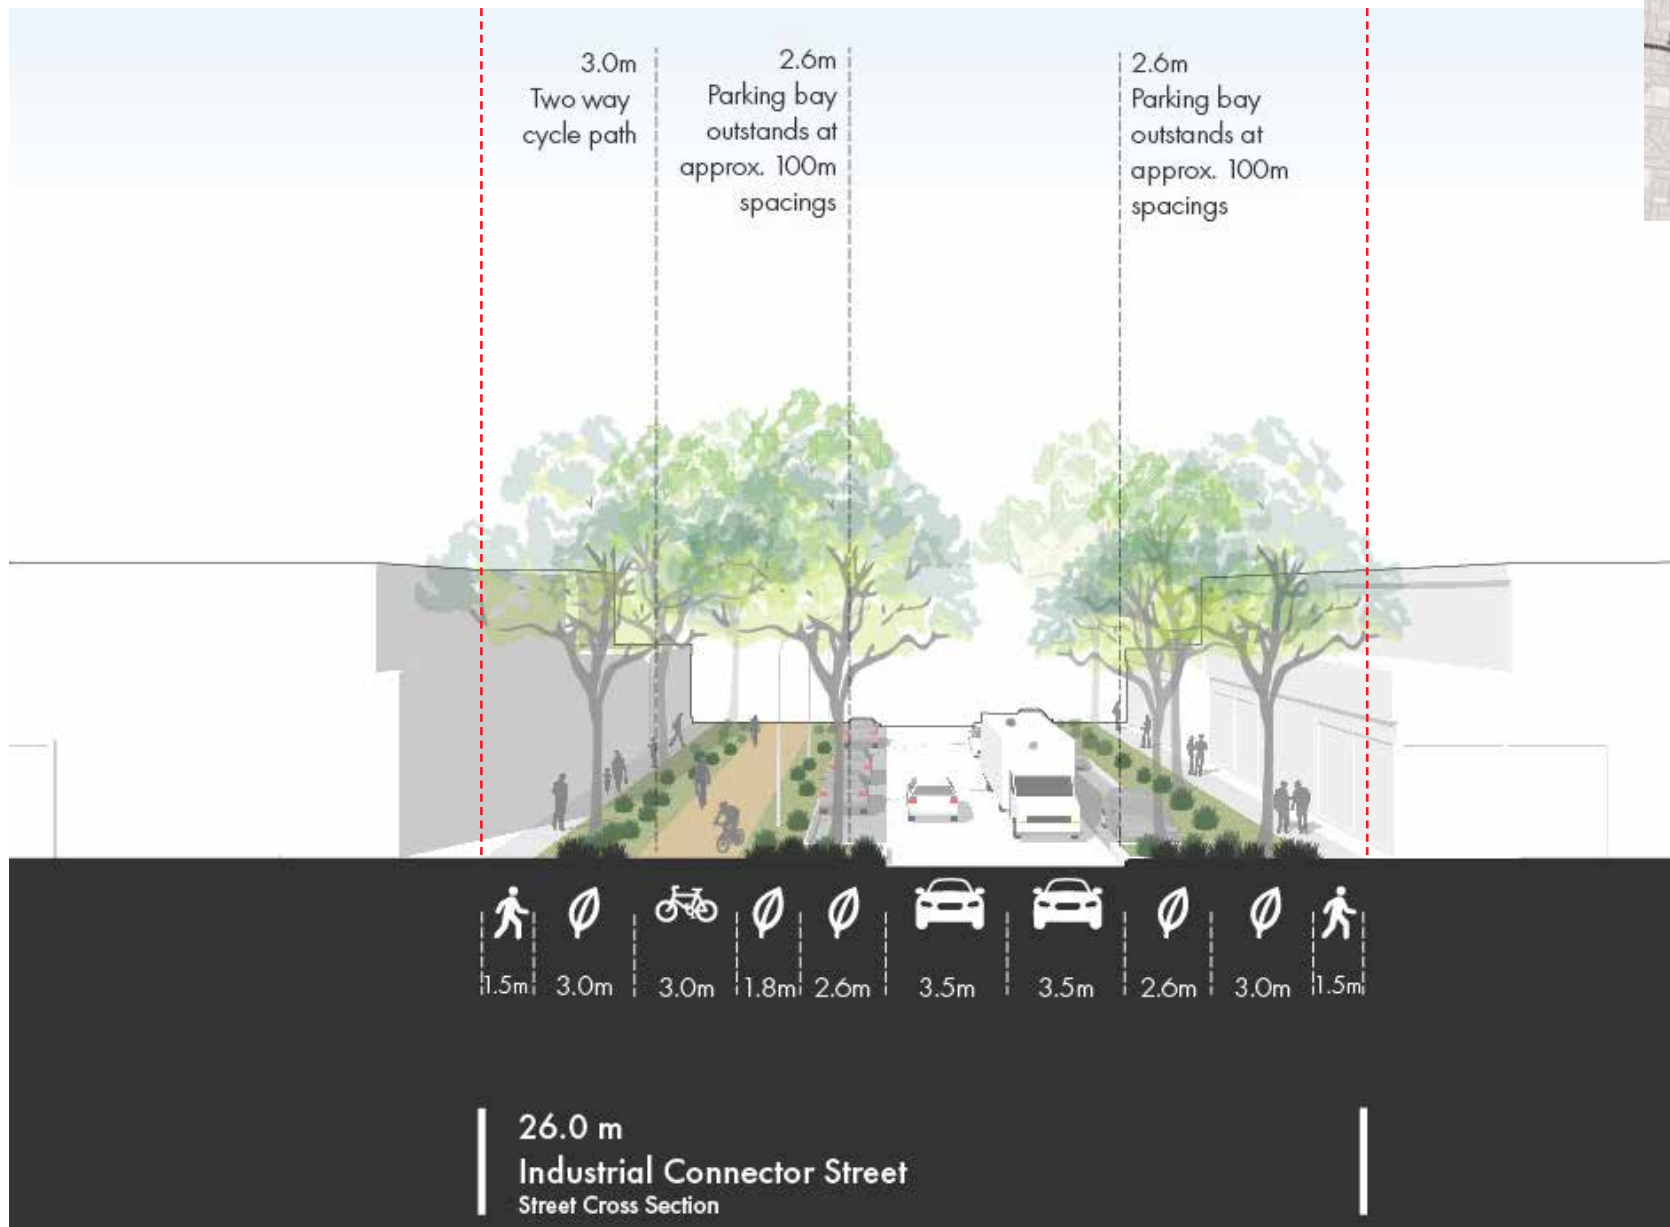 3.0m
Two way
cycle path
2.6m
Parking bay
outstands at
approx. 100m
spacings
2.6m
Parking bay
outstands at
approx. 100m
spacings
1.5m 3.0m 3.0m 1.8m 2.6m 3.5m 3.5m 2.6m 3.0m 1.5m
26.0 m
Industrial Connector Street
Street Cross Section